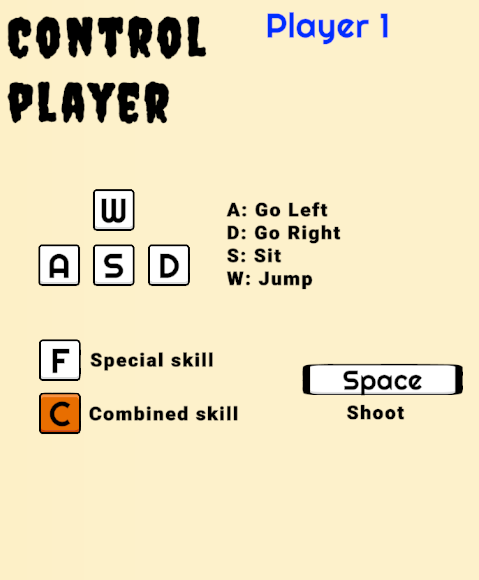 CONTROL
PLAYER
Player 1
W
A S D
A: Go Left
D: Go Right
S: Sit
W: Jump
F Special skill
C Combined skill
Space
Shoot